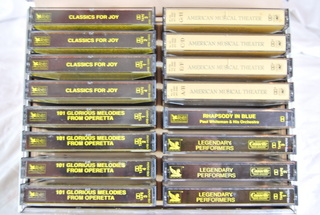 CLASSICS FOR JOY
CLASSICS FOR JOY
CLASSICS FOR JOY
CLASSICS FOR JOY
101 GLORIOUS MELODIES
FROM OPERETTA
101 GLORIOUS MELODIES
FROM OPERETTA
101 GLORIOUS MELODIES
FROM OPERETTA
101 GLORIOUS MELODIES
FROM OPERETTA
AMERICAN MUSICAL THEATER
AMERICAN MUSICAL THEATER
AMERICAN MUSICAL THEATER
AMERICAN MUSICAL THEATER
RHAPSODY IN BLUE
Paul Whiteman & His Orchestra
LEGENDARY
PERFORMERS
LEGENDARY
PERFORMERS
LEGENDARY
PERFORMERS